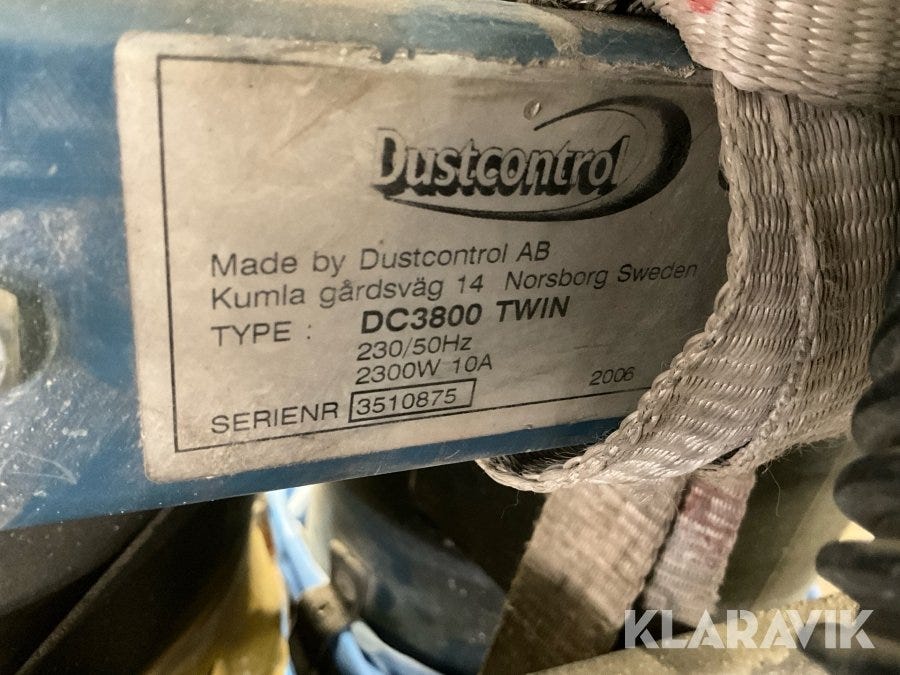 Dustcontrol
Made by Dustcontrol AB
Kumla gårdsväg 14 Norsborg Sweden
TYPE : DC3800 TWIN
230/50Hz
2300W 10A
SERIENR 3510875 2006
KLARAVIK